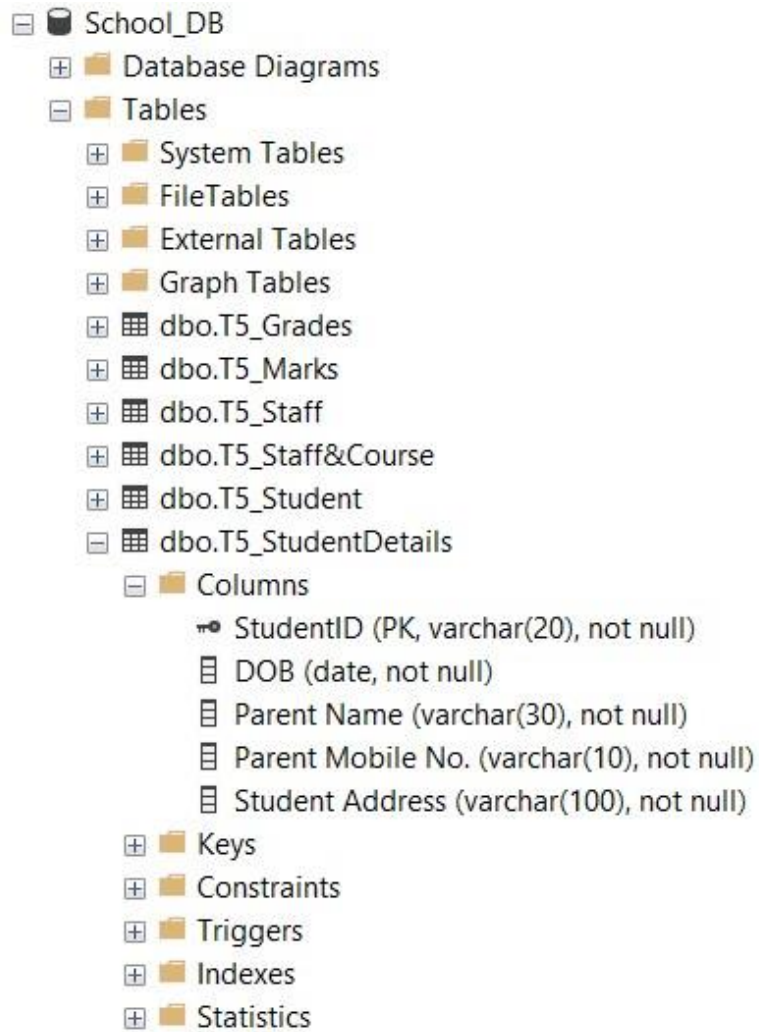 School_DB
Database Diagrams
Tables
System Tables
FileTables
External Tables
Graph Tables
dbo.T5_Grades
dbo.T5_Marks
dbo.T5_Staff
dbo.T5_Staff&Course
dbo.T5_Student
dbo.T5_StudentDetails
Columns
StudentID (PK, varchar(20), not null)
DOB (date, not null)
Parent Name (varchar(30), not null)
Parent Mobile No. (varchar(10), not null)
Student Address (varchar(100), not null)
Keys
Constraints
Triggers
Indexes
Statistics